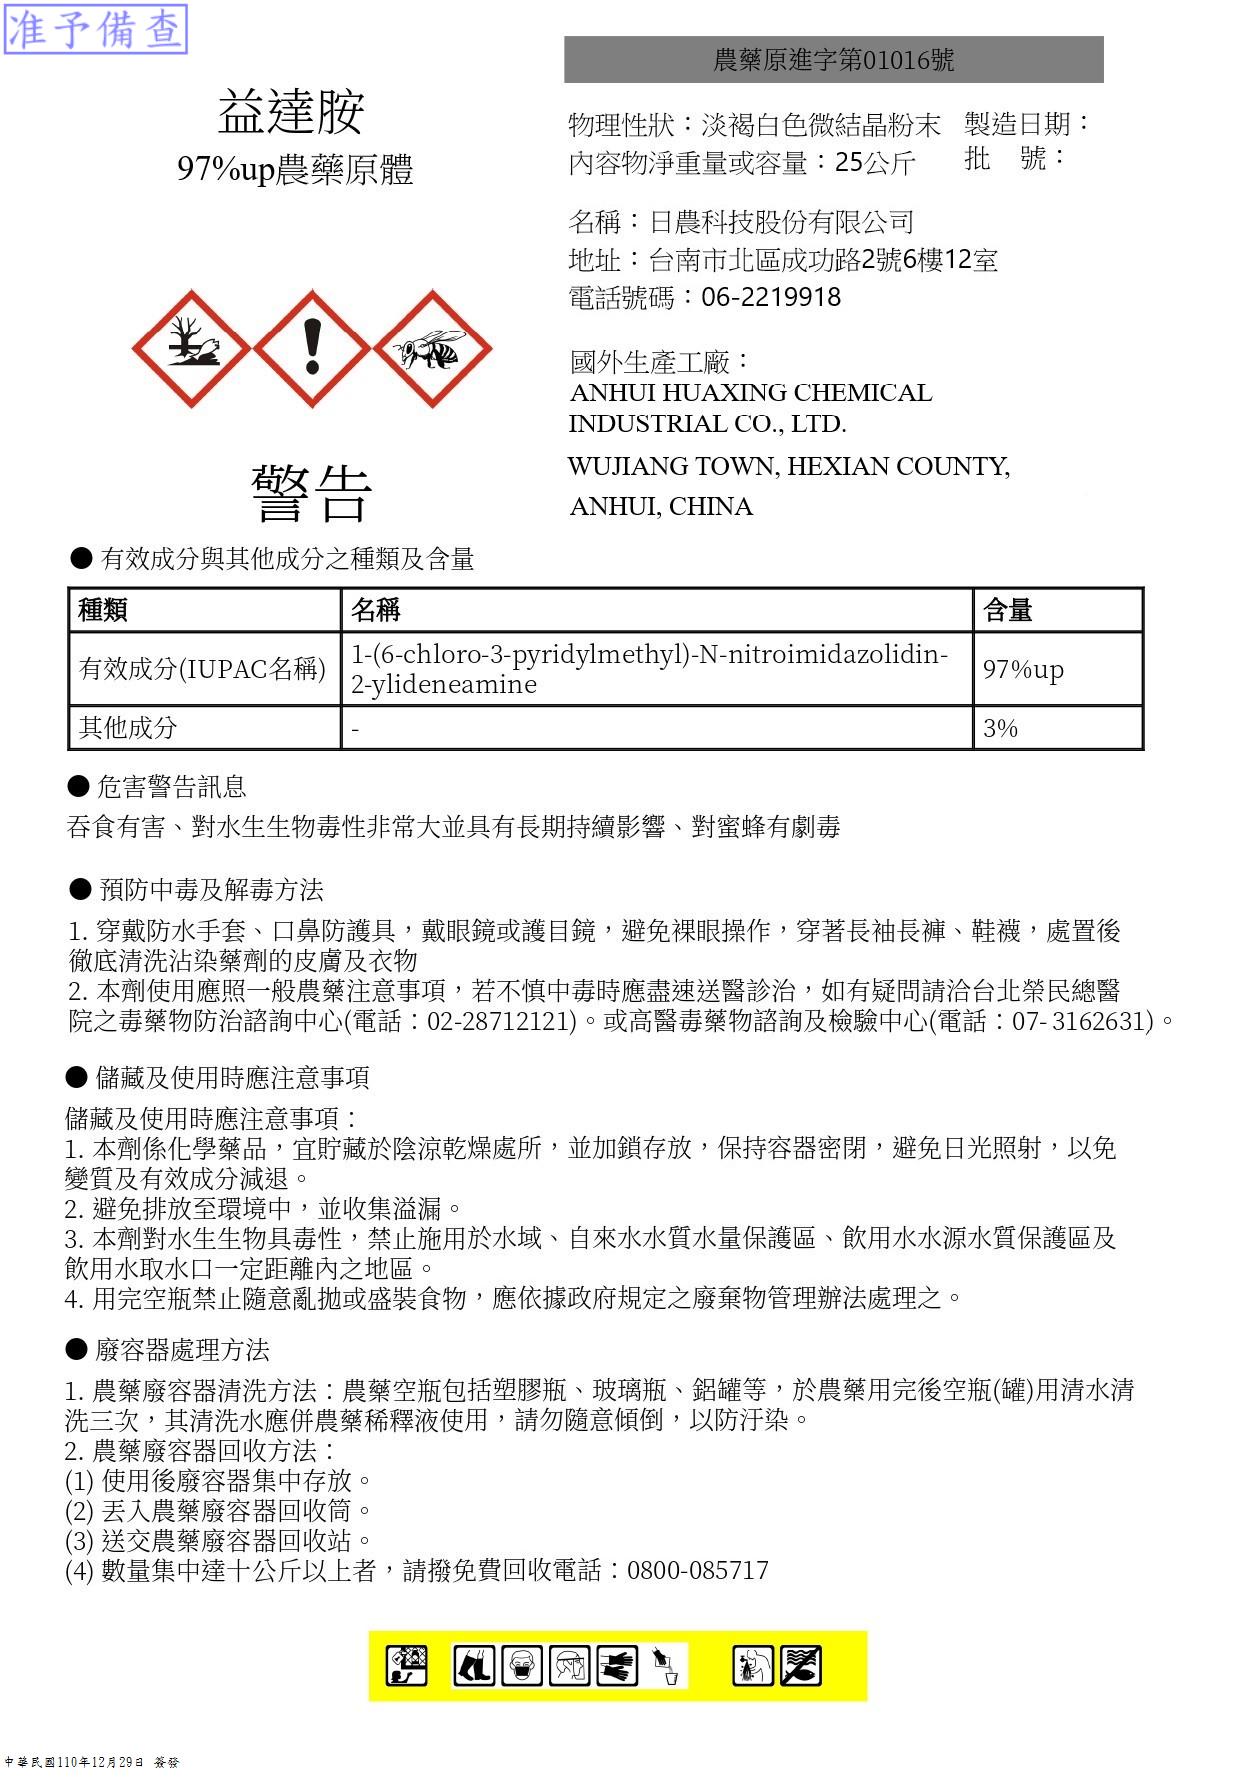 准予備查
農藥原進字第01016號
益達胺
97%up農藥原體
物理性狀：淡褐白色微結晶粉末 製造日期：
內容物淨重量或容量：25公斤 批 號：
名稱：日農科技股份有限公司
地址：台南市北區成功路2號6樓12室
電話號碼：06-2219918
國外生產工廠：
ANHUI HUAXING CHEMICAL
INDUSTRIAL CO., LTD.
WUJIANG TOWN, HEXIAN COUNTY,
ANHUI, CHINA
警告
● 有效成分與其他成分之種類及含量
種類 名稱 含量
有效成分(IUPAC名稱) 1-(6-chloro-3-pyridylmethyl)-N-nitroimidazolidin-
2-ylideneamine 97%up
其他成分 - 3%
● 危害警告訊息
吞食有害、對水生生物毒性非常大並具有長期持續影響、對蜜蜂有劇毒
● 預防中毒及解毒方法
1. 穿戴防水手套、口鼻防護具，戴眼鏡或護目鏡，避免裸眼操作，穿著長袖長褲、鞋襪，處置後
徹底清洗沾染藥劑的皮膚及衣物
2. 本劑使用應照一般農藥注意事項，若不慎中毒時應盡速送醫診治，如有疑問請洽台北榮民總醫
院之毒藥物防治諮詢中心(電話：02-28712121)。或高醫毒藥物諮詢及檢驗中心(電話：07- 3162631)。
● 儲藏及使用時應注意事項
儲藏及使用時應注意事項：
1. 本劑係化學藥品，宜貯藏於陰涼乾燥處所，並加鎖存放，保持容器密閉，避免日光照射，以免
變質及有效成分減退。
2. 避免排放至環境中，並收集溢漏。
3. 本劑對水生生物具毒性，禁止施用於水域、自來水水質水量保護區、飲用水水源水質保護區及
飲用水取水口一定距離內之地區。
4. 用完空瓶禁止隨意亂拋或盛裝食物，應依據政府規定之廢棄物管理辦法處理之。
● 廢容器處理方法
1. 農藥廢容器清洗方法：農藥空瓶包括塑膠瓶、玻璃瓶、鋁罐等，於農藥用完後空瓶(罐)用清水清
洗三次，其清洗水應併農藥稀釋液使用，請勿隨意傾倒，以防汙染。
2. 農藥廢容器回收方法：
(1) 使用後廢容器集中存放。
(2) 丟入農藥廢容器回收筒。
(3) 送交農藥廢容器回收站。
(4) 數量集中達十公斤以上者，請撥免費回收電話：0800-085717
中華民國110年12月29日 簽發